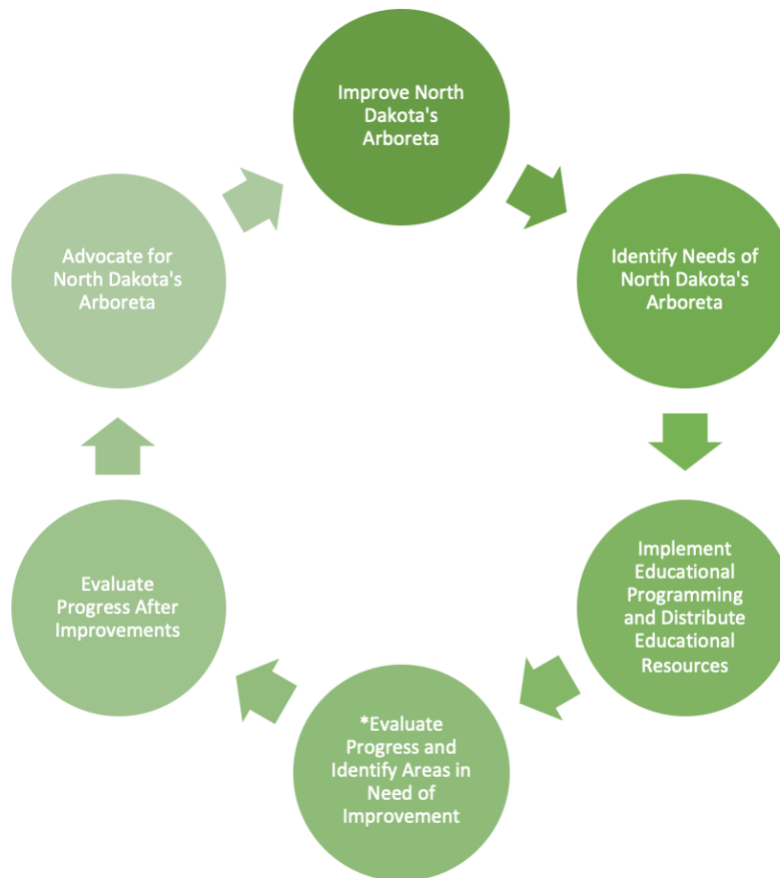 Improve North
Dakota's
Arboreta
Identify Needs of
North Dakota's
Arboreta
Implement
Educational
Programming
and Distribute
Educational
Resources
*Evaluate
Progress and
Identify Areas in
Need of
Improvement
Evaluate
Progress After
Improvements
Advocate for
North Dakota's
Arboreta